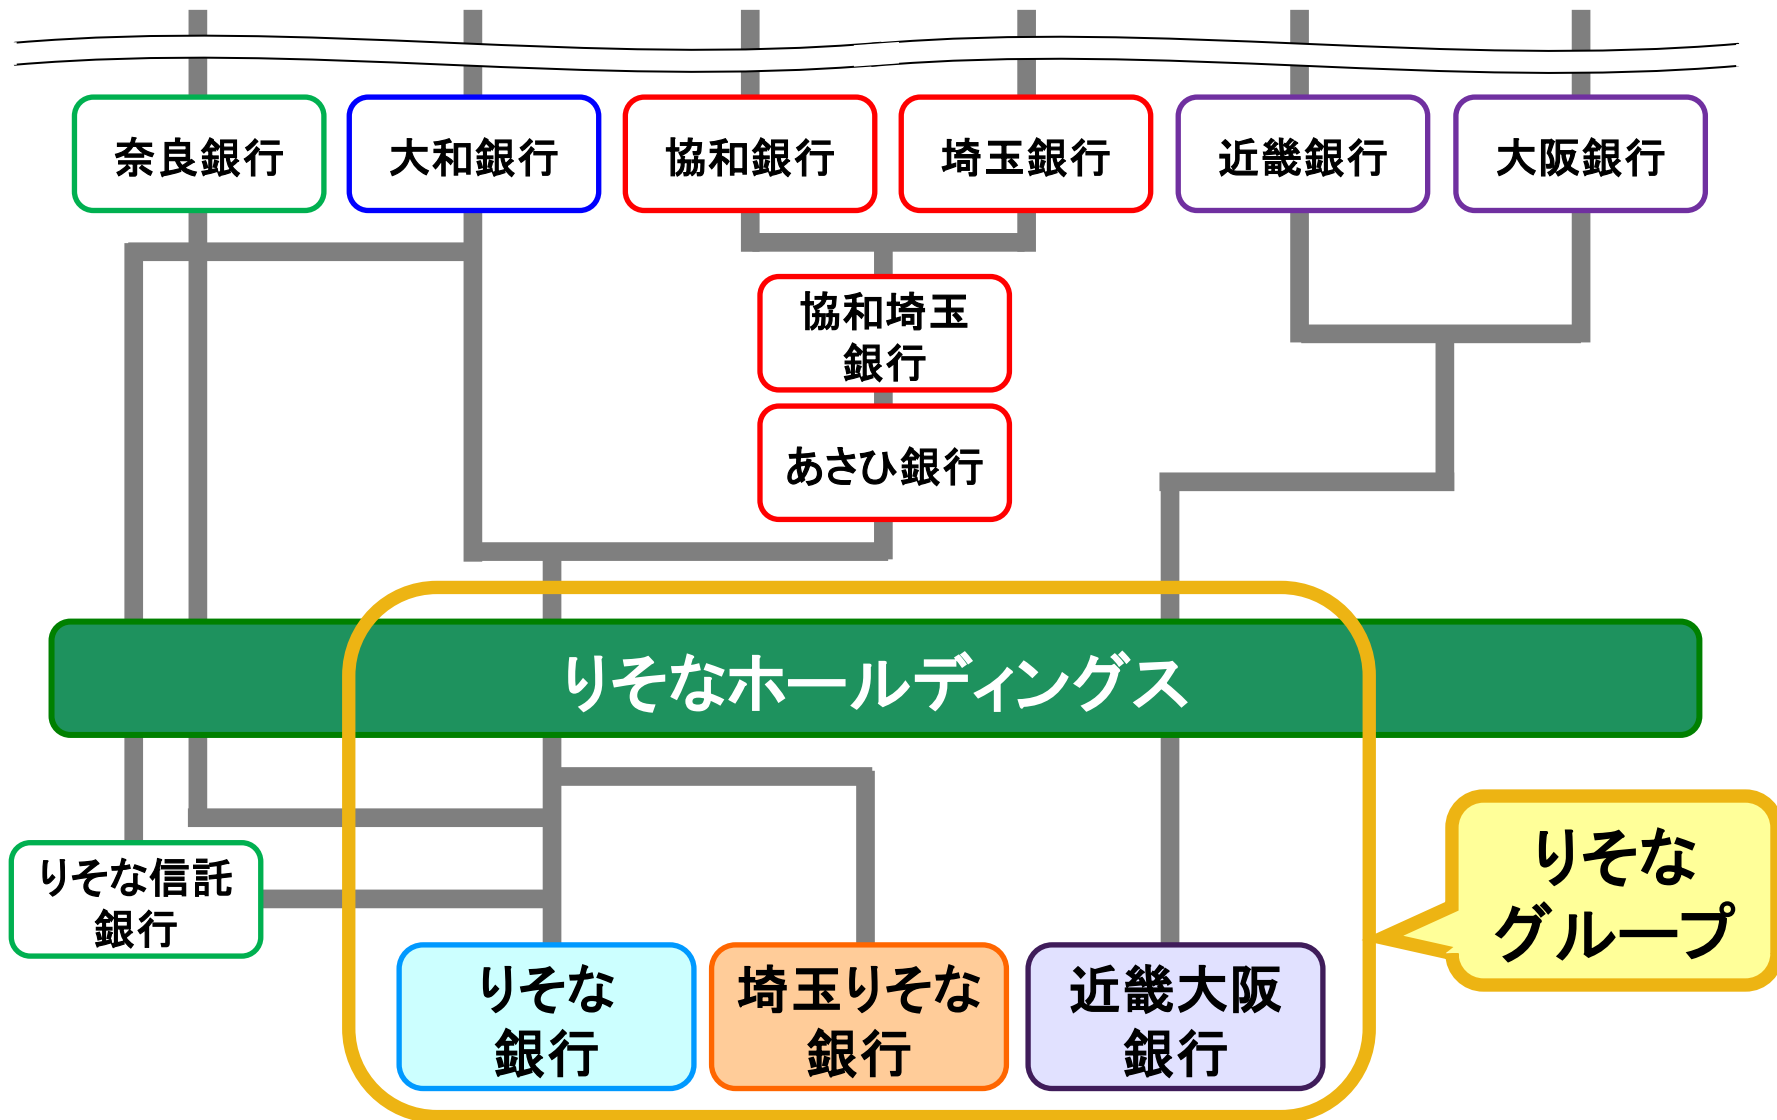 奈良銀行
大和銀行
協和銀行
埼玉銀行
近畿銀行
大阪銀行
協和埼玉
銀行
あさひ銀行
りそなホールディングス
りそな信託
銀行
りそな
グループ
りそな
銀行
埼玉りそな
銀行
近畿大阪
銀行